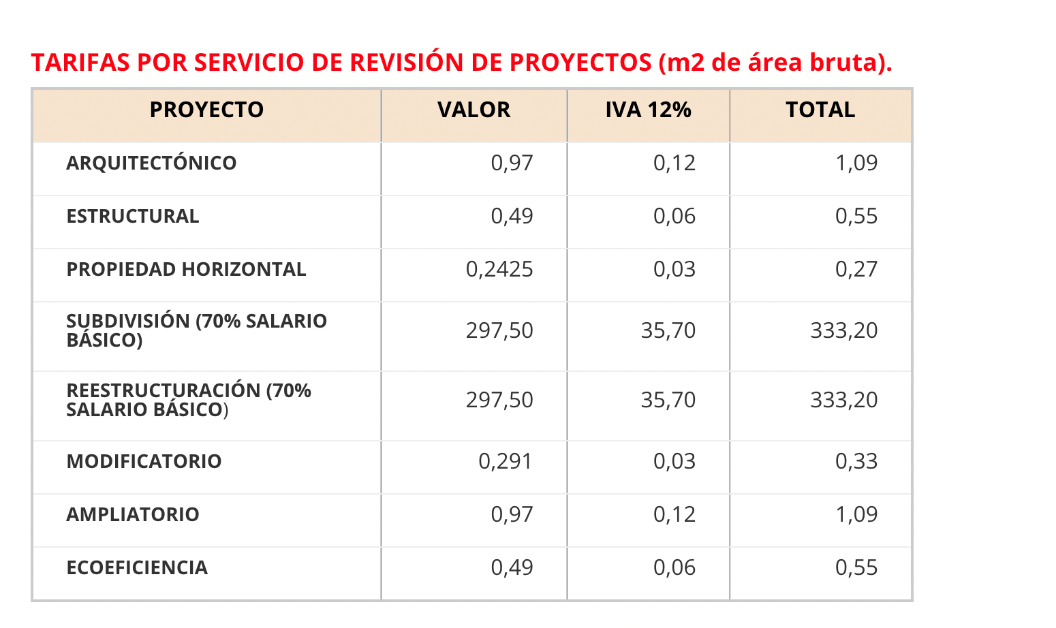 TARIFAS POR SERVICIO DE REVISIÓN DE PROYECTOS (m2 de área bruta).
PROYECTO VALOR IVA 12% TOTAL
ARQUITECTÓNICO 0,97 0,12 1,09
ESTRUCTURAL 0,49 0,06 0,55
PROPIEDAD HORIZONTAL 0,2425 0,03 0,27
SUBDIVISIÓN (70% SALARIO
BÁSICO) 297,50 35,70 333,20
REESTRUCTURACIÓN (70%
SALARIO BÁSICO) 297,50 35,70 333,20
MODIFICATORIO 0,291 0,03 0,33
AMPLIATORIO 0,97 0,12 1,09
ECOEFICIENCIA 0,49 0,06 0,55